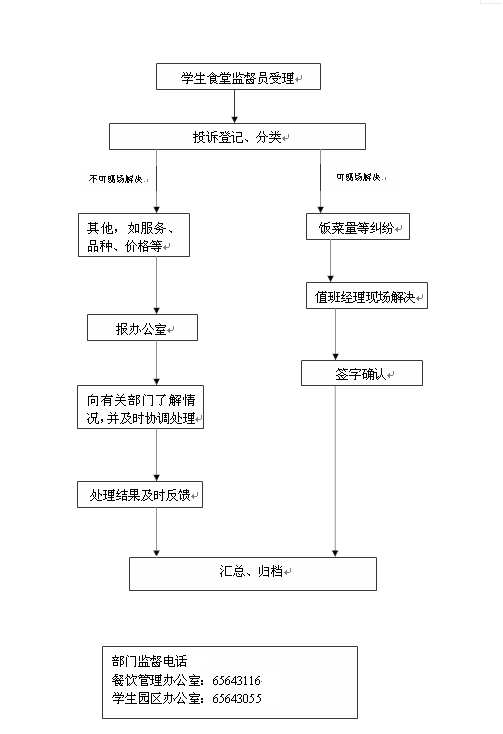 学生食堂监督员受理
投诉登记、分类
不可现场解决
可现场解决
其他，如服务、
品种、价格等
饭菜量等纠纷
值班经理现场解决
报办公室
签字确认
向有关部门了解情
况，并及时协调处理
处理结果及时反馈
汇总、归档
部门监督电话
餐饮管理办公室：65643116
学生园区办公室：65643055